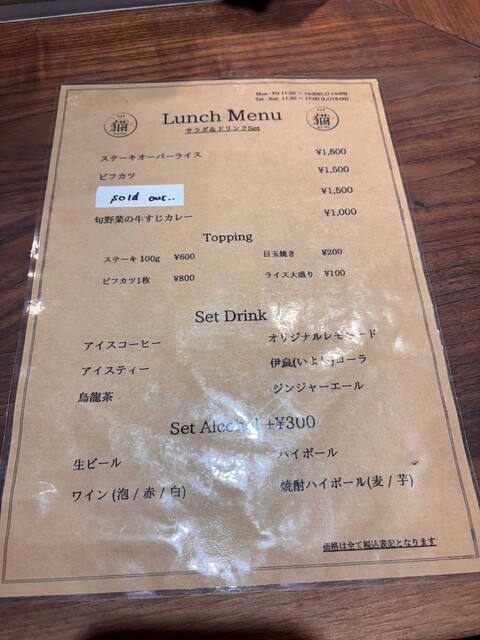 Mon - Fri 11:30 ~ 14:30(L.O 14:00)
Sat - Sun 11:30 ~ 17:00 (L.O16:00)
Lunch Menu
サラダ&ドリンクSet
ステーキオーバーライス ¥1,500
ビフカツ ¥1,500
sold out.. ¥1,500
旬野菜の牛すじカレー ¥1,000
Topping
ステーキ 100g ¥600 目玉焼き ¥200
ビフカツ1枚 ¥800 ライス大盛り ¥100
Set Drink
アイスコーヒー オリジナルレモネード
アイスティー 伊良(いよし)コーラ
烏龍茶 ジンジャーエール
Set Alcohol +¥300
生ビール ハイボール
ワイン (泡 / 赤 / 白) 焼酎ハイボール(麦 / 芋)
価格は全て税込表記となります